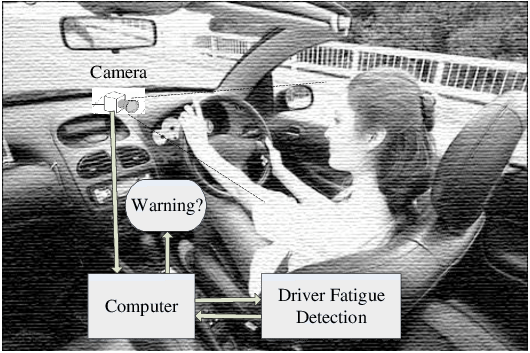 Camera
Warning?
Computer
Driver Fatigue
Detection